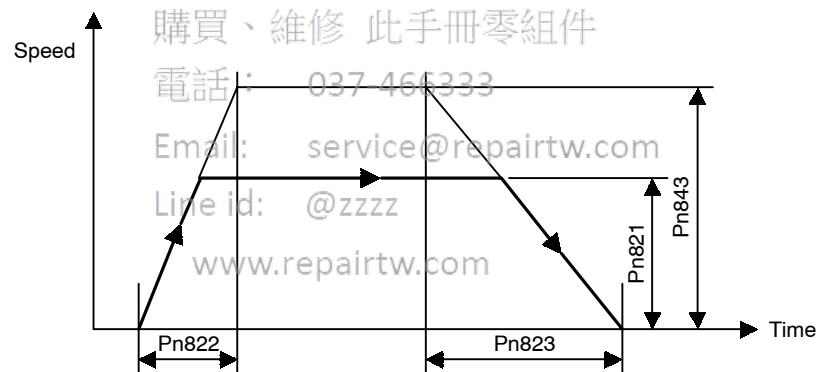 購買、維修 此手冊零組件
Speed
電話： 037-466333
Email: service@repairtw.com
Line id: @zzzz
www.repairtw.com
Pn821
Pn843
Time
Pn822
Pn823